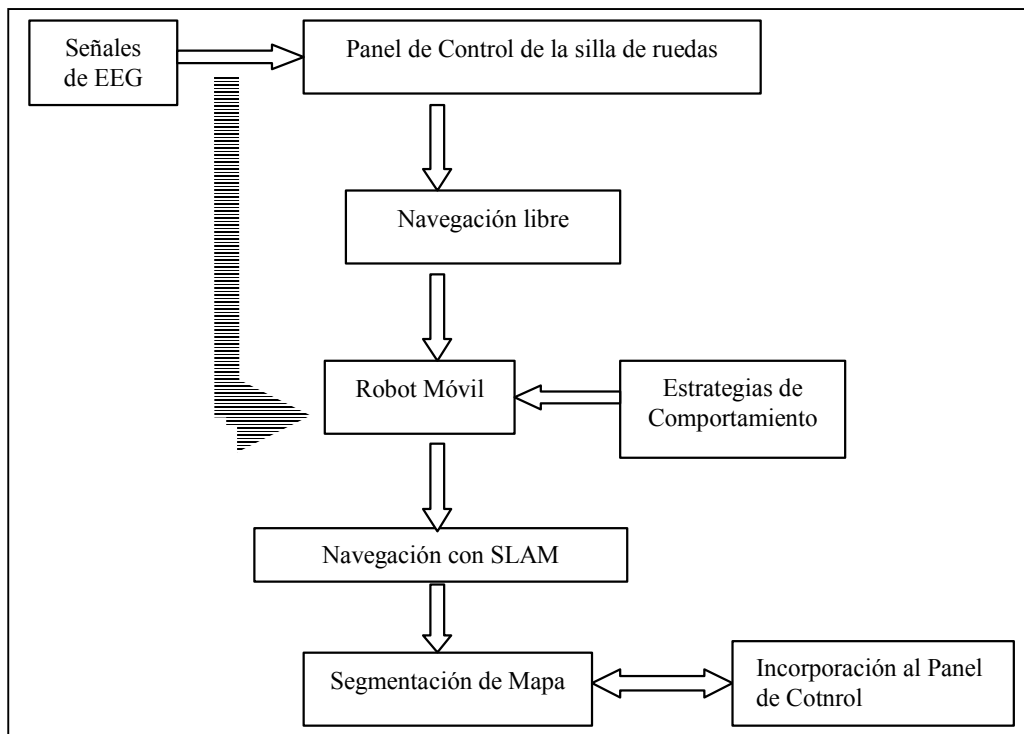 Señales
de EEG
Panel de Control de la silla de ruedas
Navegación libre
Robot Móvil
Estrategias de
Comportamiento
Navegación con SLAM
Segmentación de Mapa
Incorporación al Panel
de Cotnrol